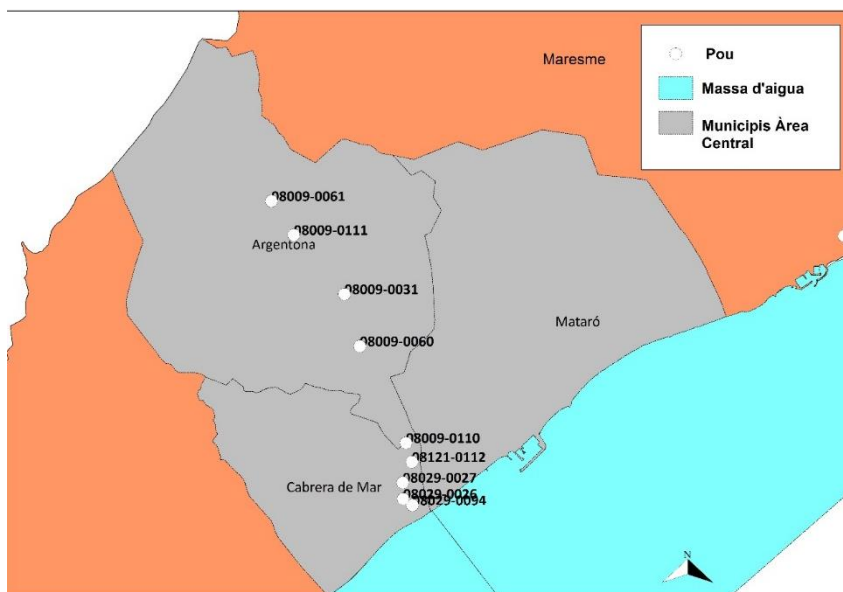 Maresme
Pou
Massa d'aigua
Municipis Àrea
Central
08009-0061
08009-0111
Argentona
08009-0031
Mataró
08009-0060
08009-0110
08121-0112
08029-0027
Cabrera de Mar
08029-0026
08029-0094
N